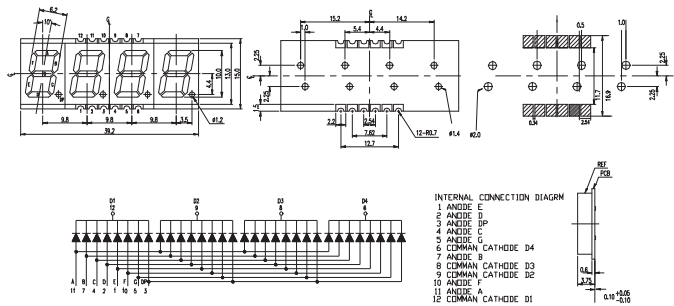 6.2
10°
12 11 10 9 8 7
1 2 3 4 5 6
4.4
10.0
13.0
15.0
9.8
9.8
9.8
3.5
ø1.2
39.2
15.2
14.2
1.0
5.4
4.4
2.25
2.25
1.5
2.2
2.54
7.62
12.7
12-R0.7
ø1.4
0.5
1.0
2.25
2.25
ø2.0
11.7
16.9
0.34
2.54
D1
12
D2
9
D3
8
D4
6
A B C D E F G DP
11 7 4 2 1 10 5 3
INTERNAL CONNECTION DIAGRM
1 ANODE E
2 ANODE D
3 ANODE DP
4 ANODE C
5 ANODE G
6 COMMAN CATHODE D4
7 ANODE B
8 COMMAN CATHODE D3
9 COMMAN CATHODE D2
10 ANODE F
11 ANODE A
12 COMMAN CATHODE D1
REF
PCB
0.8
3.75
0.10 +0.05
-0.10